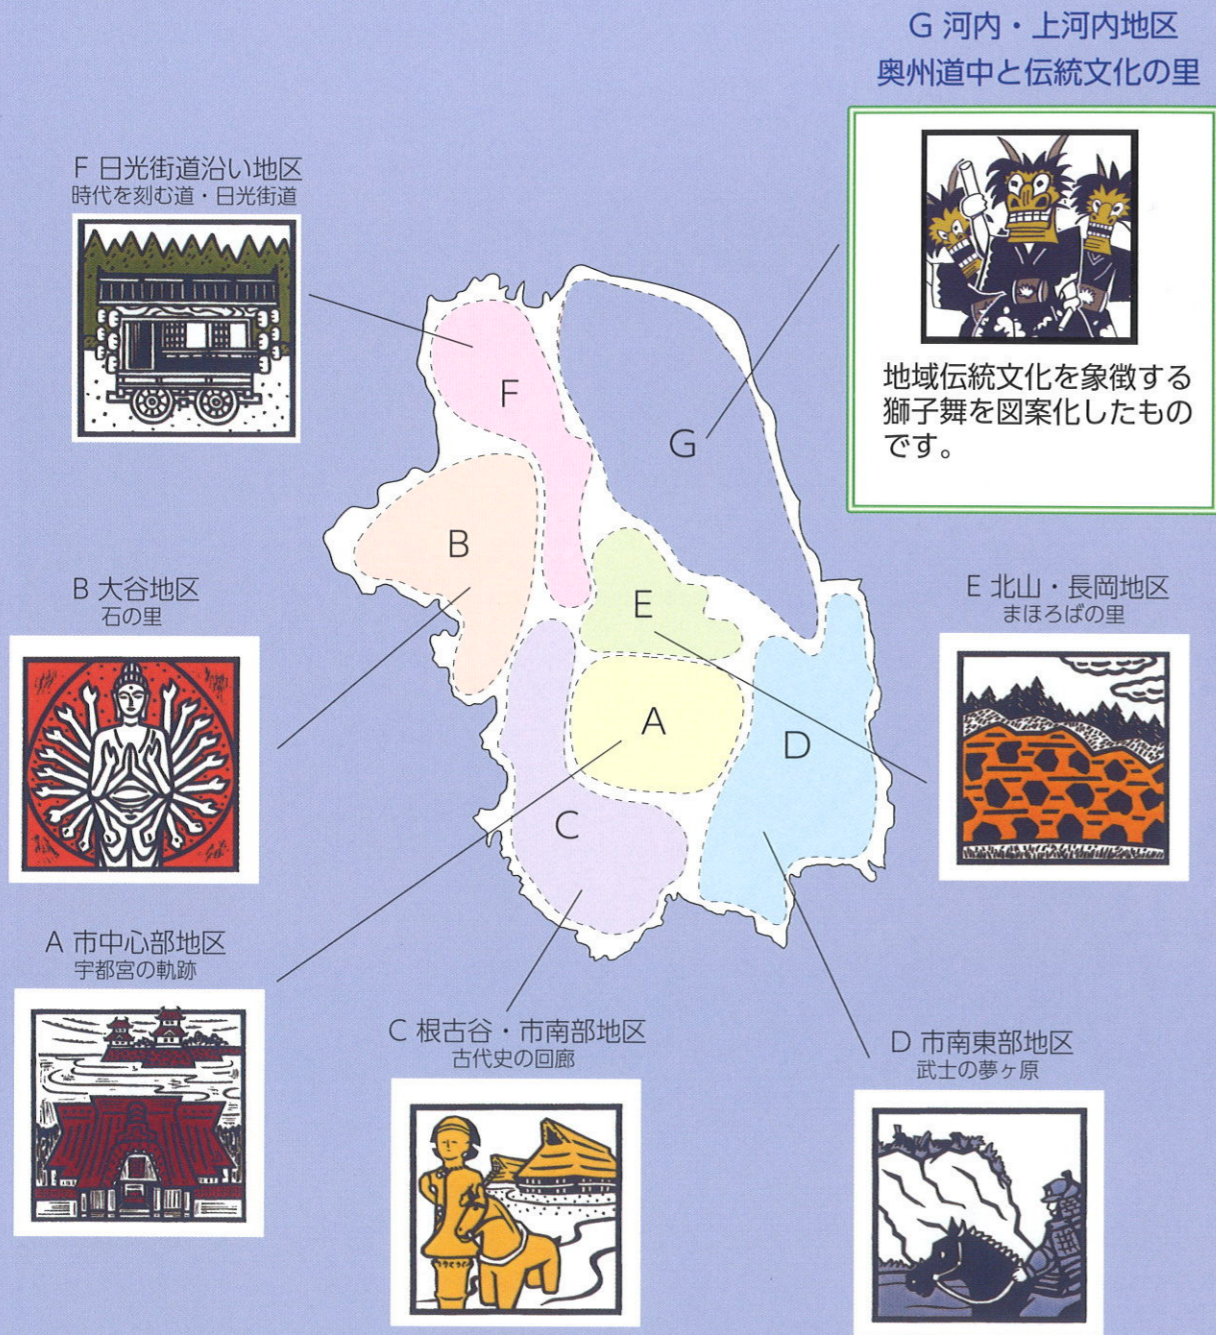 G 河内・上河内地区
奥州道中と伝統文化の里
地域伝統文化を象徴する
獅子舞を図案化したもの
です。
F 日光街道沿い地区
時代を刻む道・日光街道
B 大谷地区
石の里
E 北山・長岡地区
まほろばの里
A 市中心部地区
宇都宮の軌跡
C 根古谷・市南部地区
古代史の回廊
D 市南東部地区
武士の夢ヶ原
F
G
B
E
A
D
C